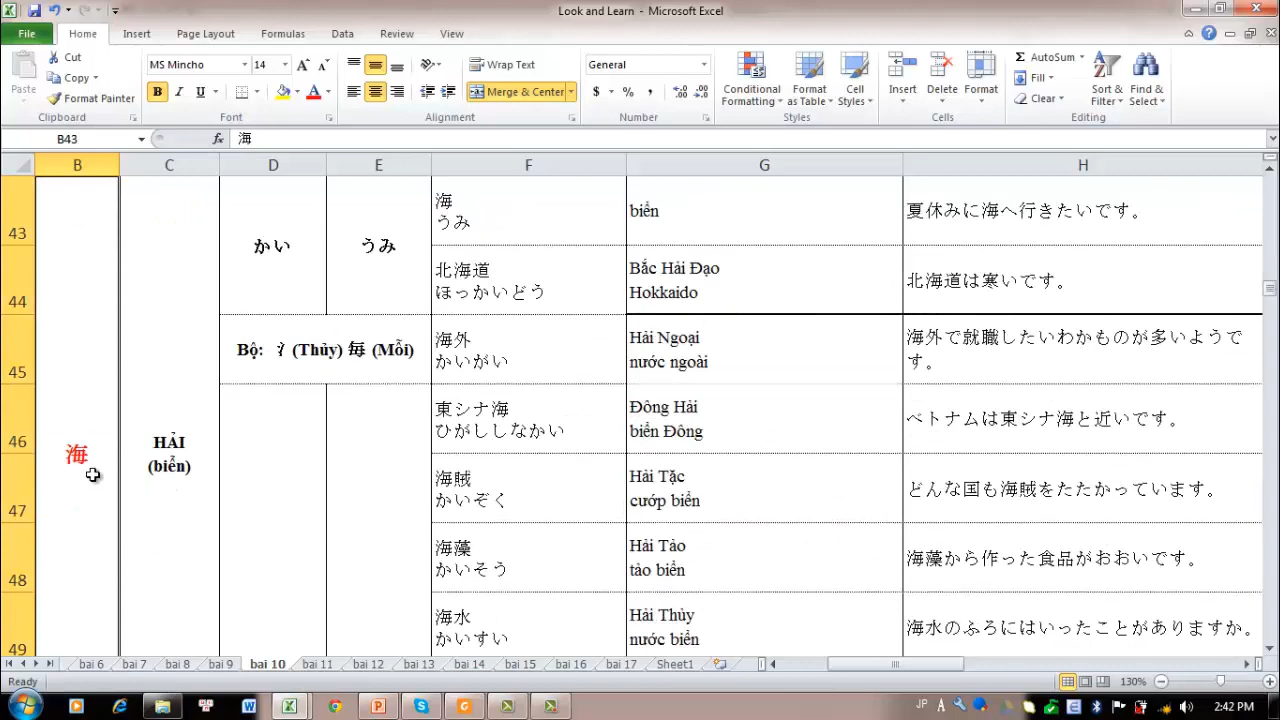 Look and Learn - Microsoft Excel
File Home Insert Page Layout Formulas Data Review View
Paste
Cut
Copy
Format Painter
Clipboard
MS Mincho 14
B I U
Font
Wrap Text
Merge & Center
Alignment
General
$ % ,
Number
Conditional Formatting
Format as Table
Cell Styles
Styles
Insert Delete Format
Cells
AutoSum
Fill
Clear
Sort & Filter
Find & Select
Editing
B43 fx 海
B C D E F G H
43
海
うみ
biển
夏休みに海へ行きたいです。
かい うみ
44
北海道
ほっかいどう
Bắc Hải Đạo
Hokkaido
北海道は寒いです。
45
Bộ: 氵(Thủy) 毎 (Mỗi)
海外
かいがい
Hải Ngoại
nước ngoài
海外で就職したいわかものが多いようで
す。
46
海
HẢI
(biển)
東シナ海
ひがししなかい
Đông Hải
biển Đông
ベトナムは東シナ海と近いです。
47
海賊
かいぞく
Hải Tặc
cướp biển
どんな国も海賊をたたかっています。
48
海藻
かいそう
Hải Tảo
tảo biển
海藻から作った食品がおおいです。
49
海水
かいすい
Hải Thủy
nước biển
海水のふろにはいったことがありますか。
bai 6 bai 7 bai 8 bai 9 bai 10 bai 11 bai 12 bai 13 bai 14 bai 15 bai 16 bai 17 Sheet1
Ready 130%
JP 2:42 PM